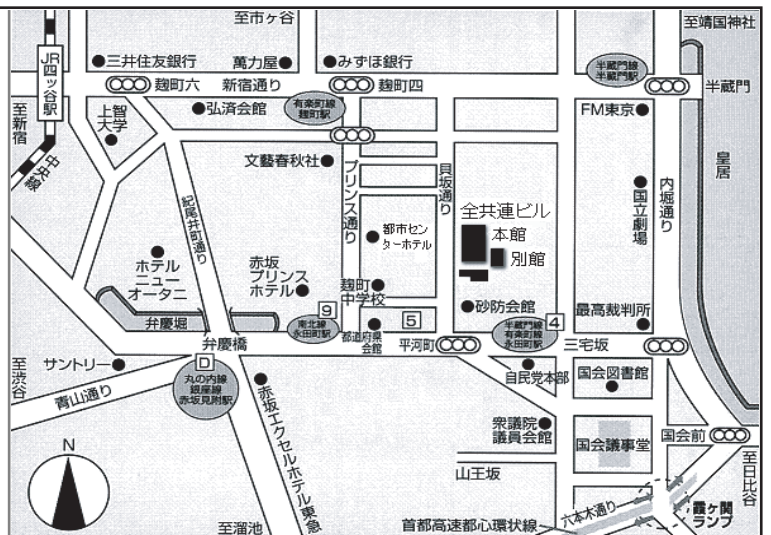 至市ヶ谷
至靖国神社
JR四ッ谷駅
三井住友銀行
萬力屋
みずほ銀行
半蔵門線
半蔵門駅
麹町六
新宿通り
麹町四
半蔵門
至新宿
上智
大学
弘済会館
有楽町線
麹町駅
FM東京
中央線
文藝春秋社
プリンス通り
貝坂通り
皇居
国立劇場
内堀通り
紀尾井町通り
全共連ビル
本館
別館
都市セン
ターホテル
ホテル
ニュー
オータニ
赤坂
プリンス
ホテル
麹町
中学校
砂防会館
最高裁判所
弁慶堀
9
南北線
永田町駅
5
4
半蔵門線
有楽町線
永田町駅
弁慶橋
都道府県
会館
平河町
三宅坂
サントリー
D
丸の内線
銀座線
赤坂見附駅
自民党本部
国会図書館
至渋谷
青山通り
赤坂エクセルホテル東急
衆議院
議員会館
国会議事堂
国会前
N
山王坂
至日比谷
六本木通り
霞ヶ関
ランプ
至溜池
首都高速都心環状線